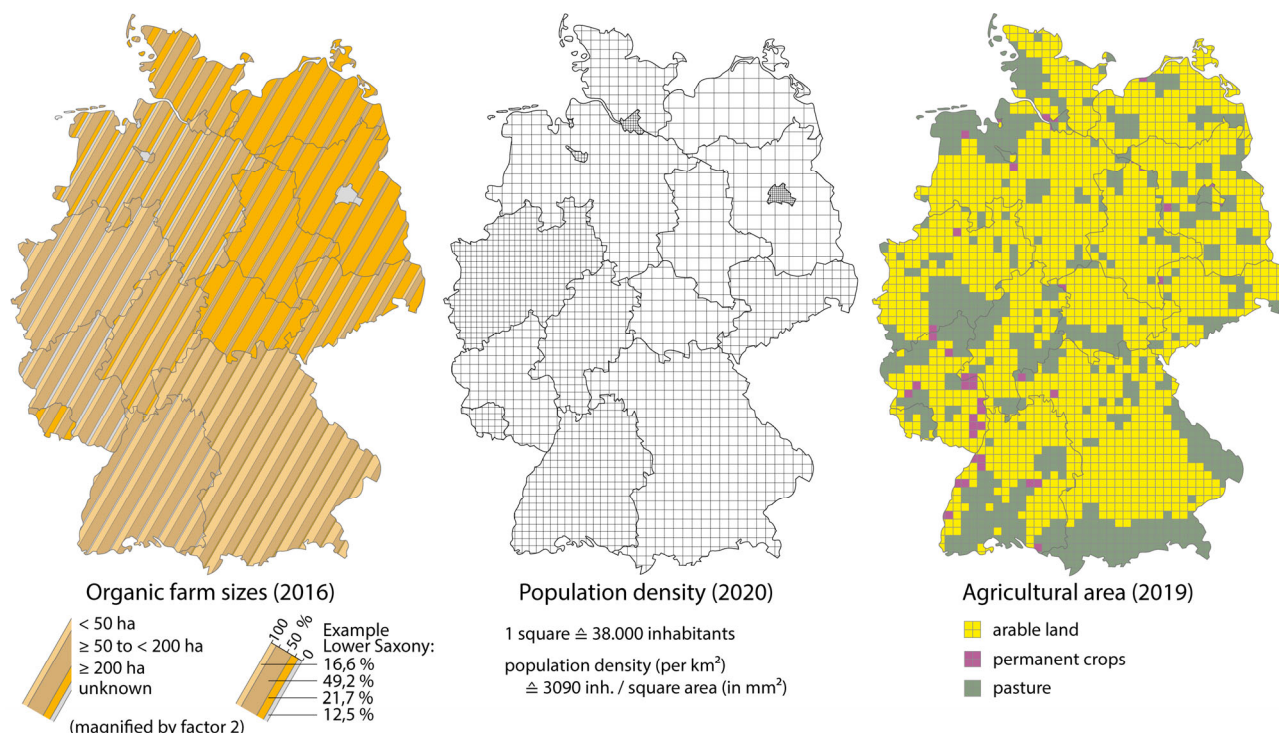 Organic farm sizes (2016)
< 50 ha
≥ 50 to < 200 ha
≥ 200 ha
unknown
(magnified by factor 2)
100
50
0
%
Example
Lower Saxony:
16,6 %
49,2 %
21,7 %
12,5 %
Population density (2020)
1 square ≙ 38.000 inhabitants
population density (per km²)
≙ 3090 inh. / square area (in mm²)
Agricultural area (2019)
arable land
permanent crops
pasture